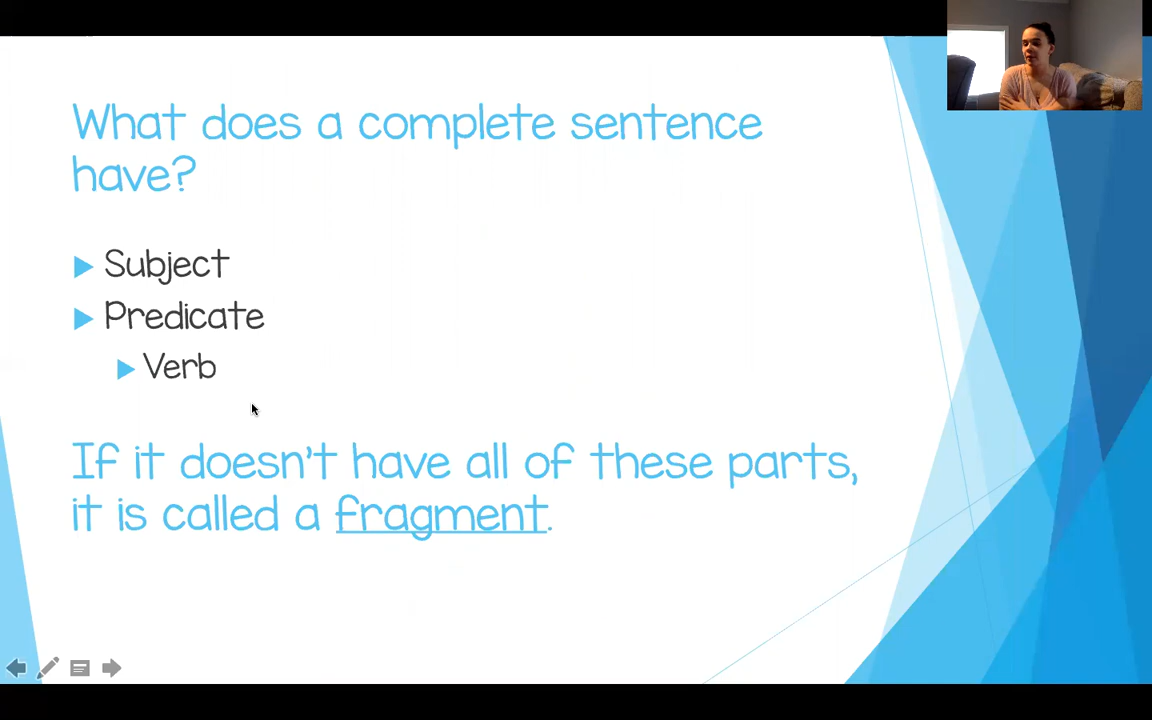 What does a complete sentence
have?
Subject
Predicate
Verb
If it doesn't have all of these parts,
it is called a fragment.